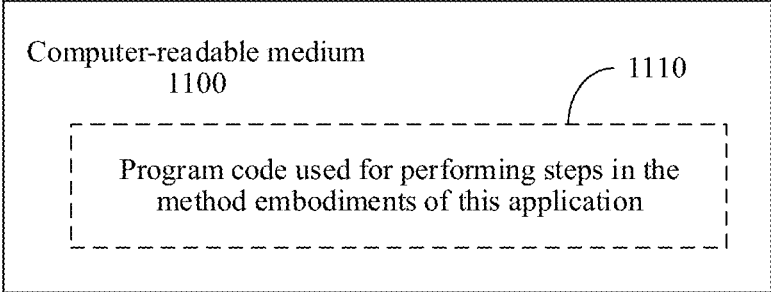 Computer-readable medium
1100
1110
Program code used for performing steps in the
method embodiments of this application